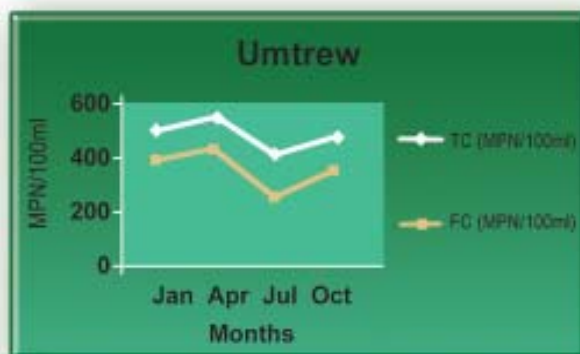 Umtrew
MPN/100ml
600
400
200
0
Jan Apr Jul Oct
Months
TC (MPN/100ml)
FC (MPN/100ml)